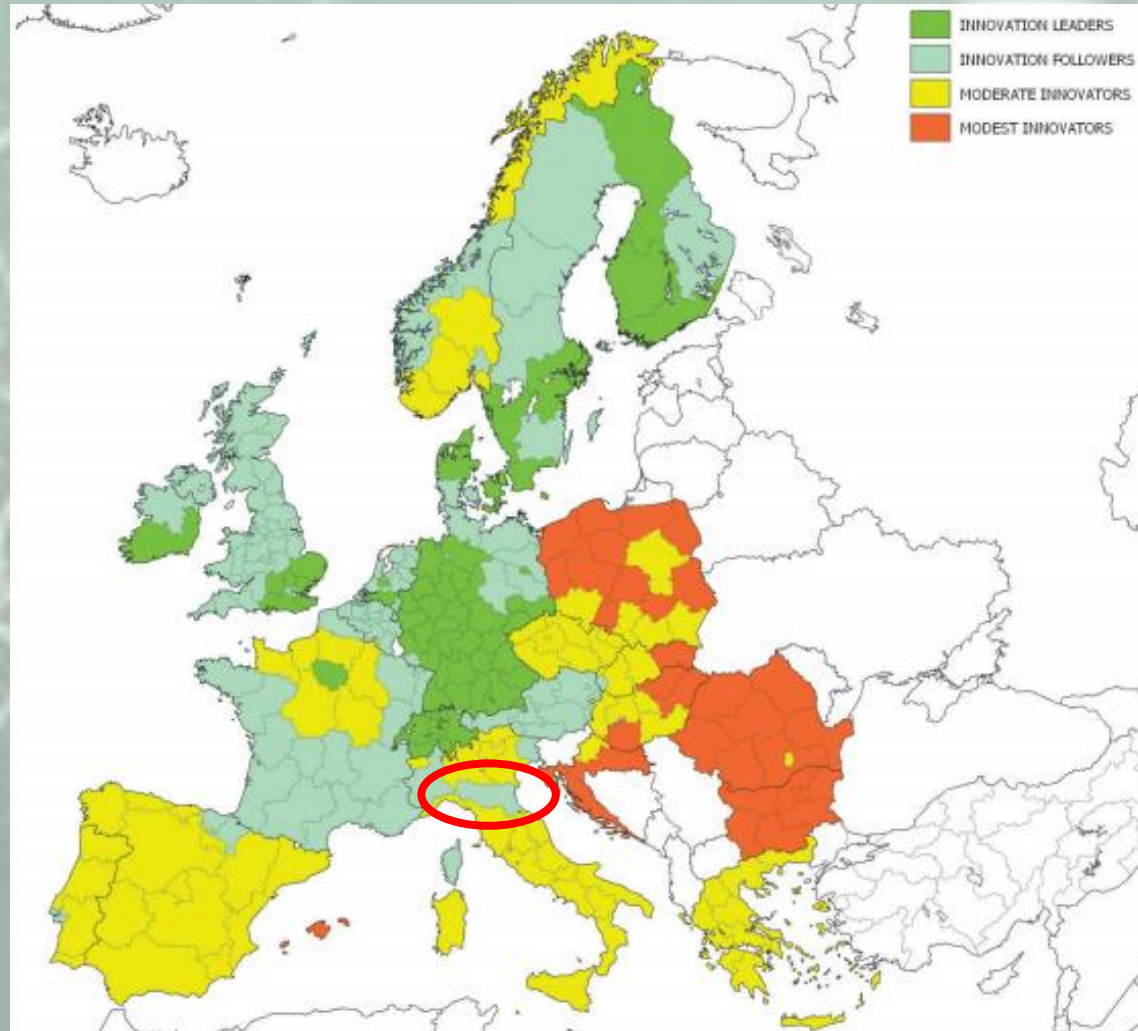 INNOVATION LEADERS
INNOVATION FOLLOWERS
MODERATE INNOVATORS
MODEST INNOVATORS